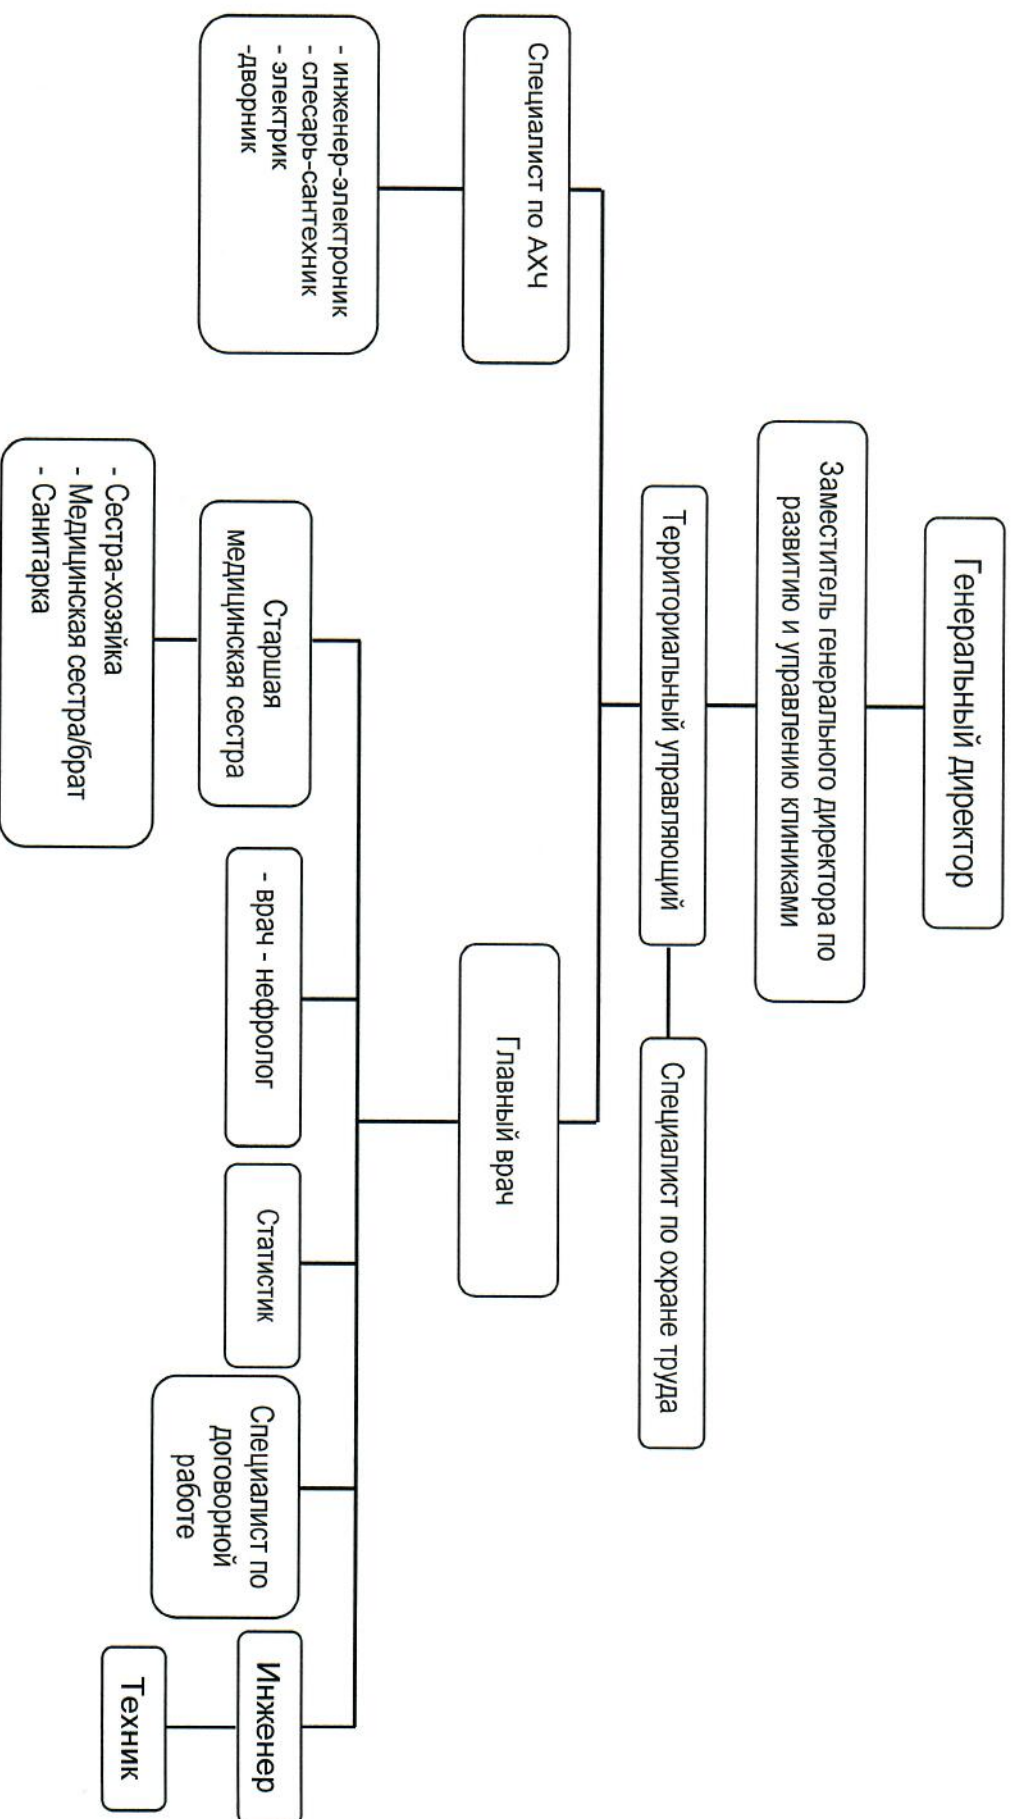 Генеральный директор
Заместитель генерального директора по
развитию и управлению клиниками
Территориальный управляющий
Специалист по охране труда
Специалист по АХЧ
Главный врач
- инженер-электроник
- слесарь-сантехник
- электрик
-дворник
Старшая
медицинская сестра
- врач - нефролог
Статистик
Специалист по
договорной
работе
Инженер
- Сестра-хозяйка
- Медицинская сестра/брат
- Санитарка
Техник